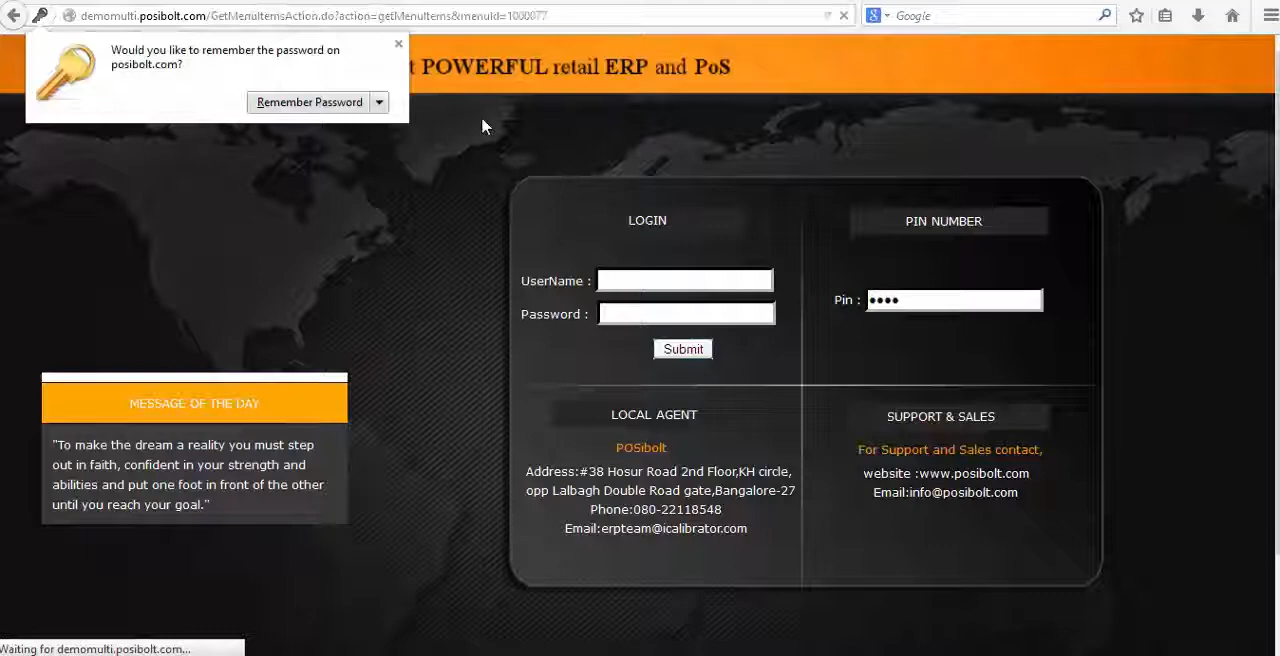 demomulti.posibolt.com/GetMenuItemsAction.do?action=getMenuItems&menuId=1000077
Google
Would you like to remember the password on
posibolt.com?
Remember Password
t POWERFUL retail ERP and PoS
LOGIN
UserName :
Password :
Submit
PIN NUMBER
Pin : ••••
MESSAGE OF THE DAY
"To make the dream a reality you must step
out in faith, confident in your strength and
abilities and put one foot in front of the other
until you reach your goal."
LOCAL AGENT
POSibolt
Address:#38 Hosur Road 2nd Floor,KH circle,
opp Lalbagh Double Road gate,Bangalore-27
Phone:080-22118548
Email:erpteam@icalibrator.com
SUPPORT & SALES
For Support and Sales contact,
website :www.posibolt.com
Email:info@posibolt.com
Waiting for demomulti.posibolt.com...